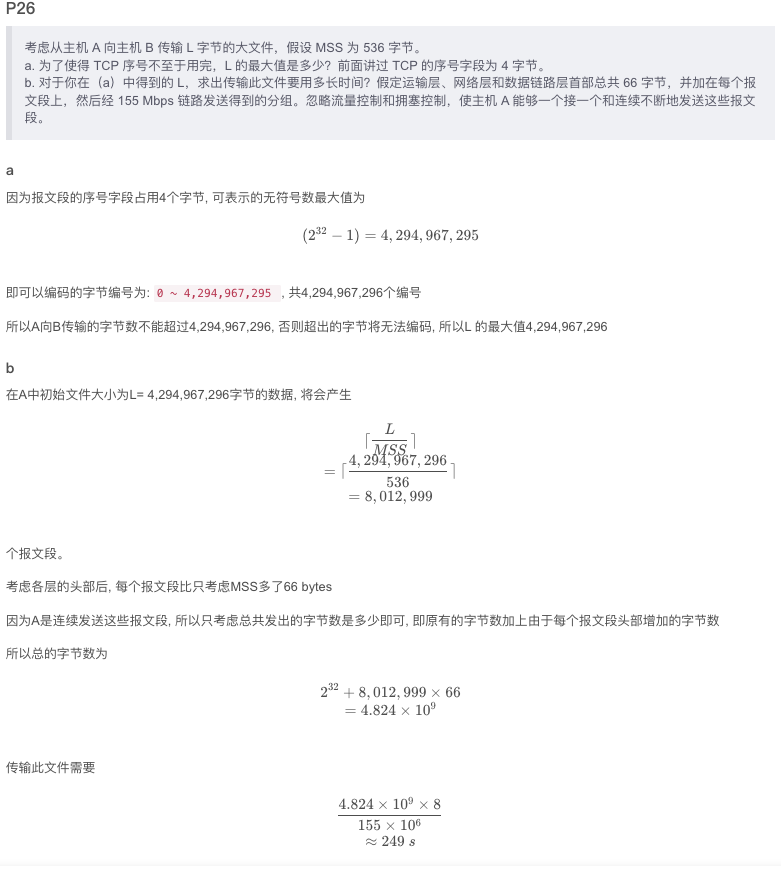 P26
考虑从主机 A 向主机 B 传输 L 字节的大文件，假设 MSS 为 536 字节。
a. 为了使得 TCP 序号不至于用完，L 的最大值是多少？前面讲过 TCP 的序号字段为 4 字节。
b. 对于你在（a）中得到的 L，求出传输此文件要用多长时间？假定运输层、网络层和数据链路层首部总共 66 字节，并加在每个报
文段上，然后经 155 Mbps 链路发送得到的分组。忽略流量控制和拥塞控制，使主机 A 能够一个接一个和连续不断地发送这些报文
段。
a
因为报文段的序号字段占用4个字节, 可表示的无符号数最大值为
(2^32 − 1) = 4, 294, 967, 295
即可以编码的字节编号为: 0 ~ 4,294,967,295 , 共4,294,967,296个编号
所以A向B传输的字节数不能超过4,294,967,296, 否则超出的字节将无法编码, 所以L 的最大值4,294,967,296
b
在A中初始文件大小为L= 4,294,967,296字节的数据, 将会产生
⌈L/MSS⌉
= ⌈4, 294, 967, 296/536⌉
= 8, 012, 999
个报文段。
考虑各层的头部后, 每个报文段比只考虑MSS多了66 bytes
因为A是连续发送这些报文段, 所以只考虑总共发出的字节数是多少即可, 即原有的字节数加上由于每个报文段头部增加的字节数
所以总的字节数为
2^32 + 8, 012, 999 × 66
= 4.824 × 10^9
传输此文件需要
4.824 × 10^9 × 8
155 × 10^6
≈ 249 s